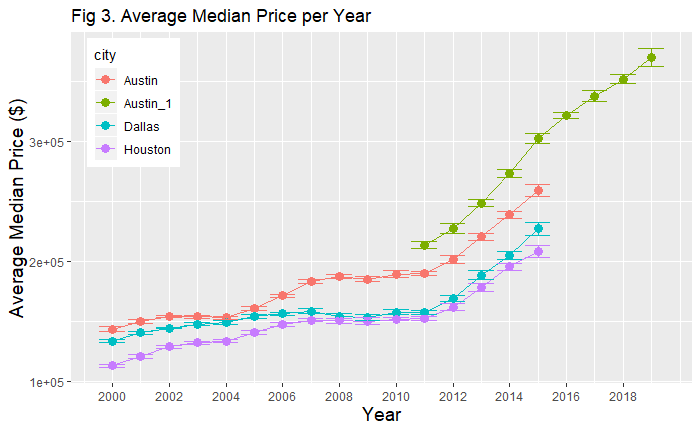 Fig 3. Average Median Price per Year
city
Austin
Austin_1
Dallas
Houston
Average Median Price ($)
3e+05
2e+05
1e+05
2000 2002 2004 2006 2008 2010 2012 2014 2016 2018
Year